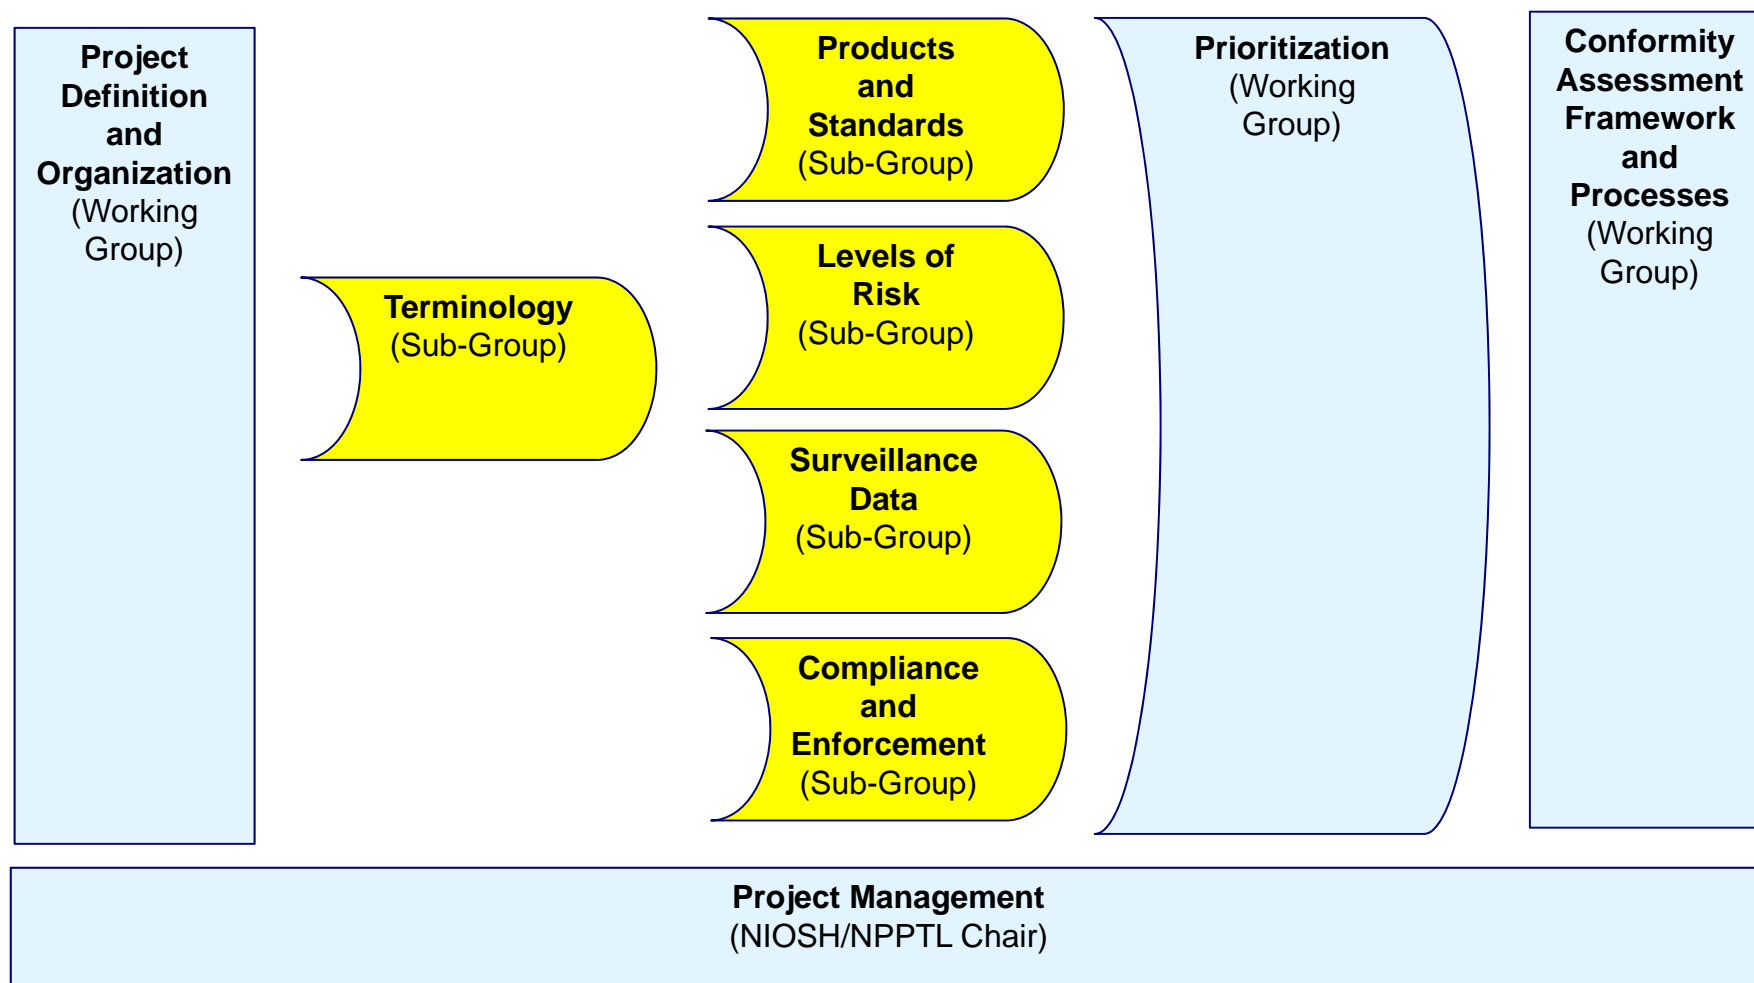 Project
Definition
and
Organization
(Working
Group)
Terminology
(Sub-Group)
Products
and
Standards
(Sub-Group)
Levels of
Risk
(Sub-Group)
Surveillance
Data
(Sub-Group)
Compliance
and
Enforcement
(Sub-Group)
Prioritization
(Working
Group)
Conformity
Assessment
Framework
and
Processes
(Working
Group)
Project Management
(NIOSH/NPPTL Chair)